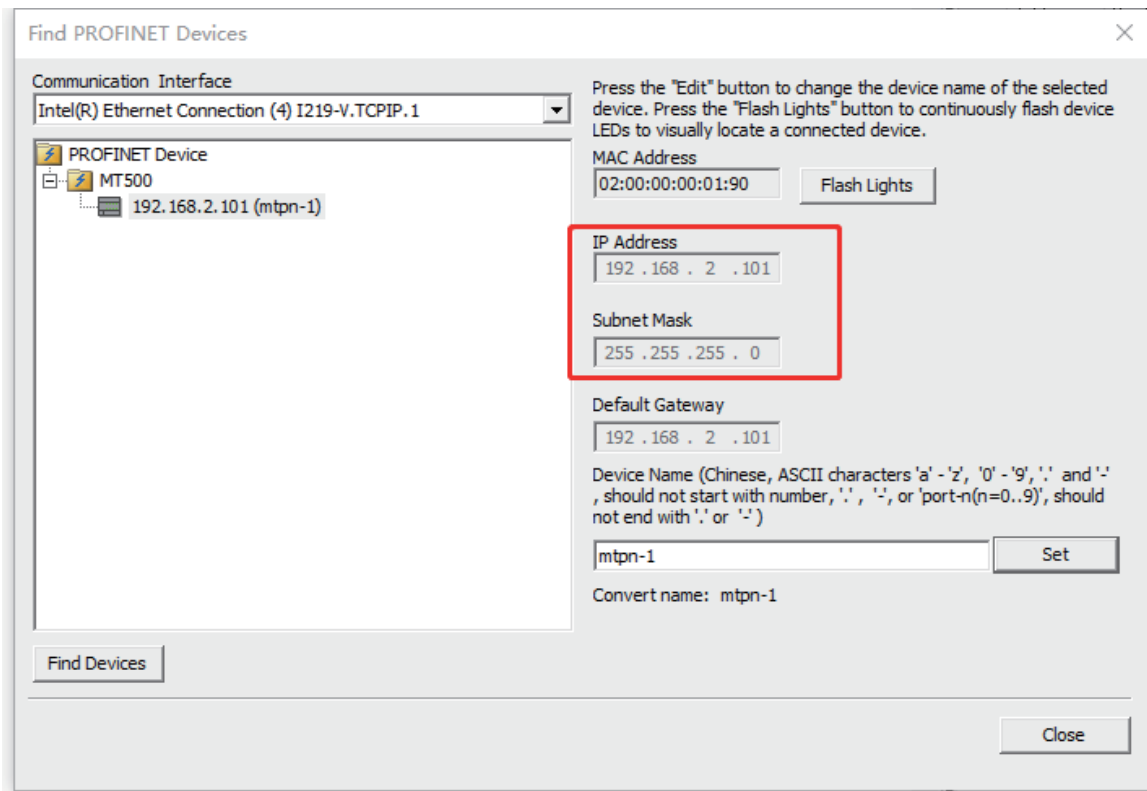 Find PROFINET Devices
Communication  Interface
Intel(R) Ethernet Connection (4) I219-V.TCPIP.1
PROFINET Device
MT500
192.168.2.101 (mtpn-1)
Find Devices
Press the "Edit" button to change the device name of the selected
device. Press the "Flash Lights" button to continuously flash device
LEDs to visually locate a connected device.
MAC Address
02:00:00:00:01:90
Flash Lights
IP Address
192 .168 . 2 .101
Subnet Mask
255 .255 .255 . 0
Default Gateway
192 .168 . 2 .101
Device Name (Chinese, ASCII characters 'a' - 'z',  '0' - '9', '.'  and '-'
, should not start with number, '.' ,  '-', or 'port-n(n=0..9)', should
not end with '.' or  '-' )
mtpn-1
Set
Convert name:  mtpn-1
Close